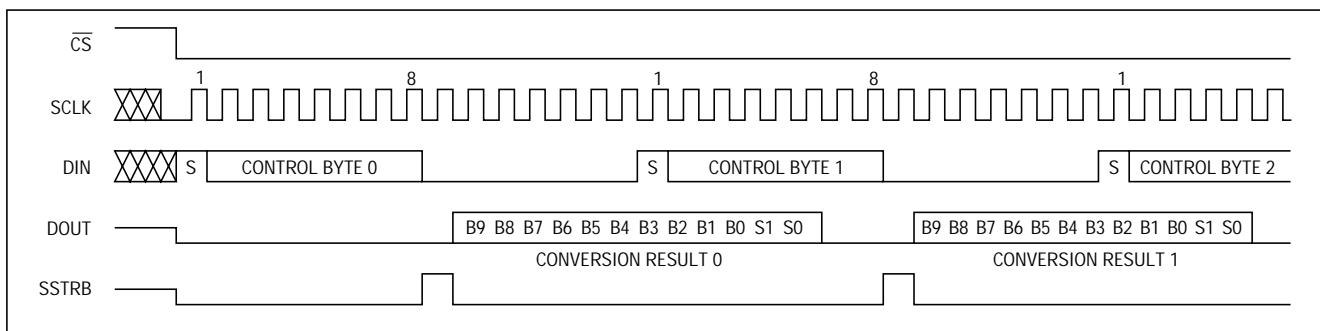 CS
1 8 1 8 1
SCLK
DIN S CONTROL BYTE 0 S CONTROL BYTE 1 S CONTROL BYTE 2
DOUT B9 B8 B7 B6 B5 B4 B3 B2 B1 B0 S1 S0 B9 B8 B7 B6 B5 B4 B3 B2 B1 B0 S1 S0
CONVERSION RESULT 0 CONVERSION RESULT 1
SSTRB